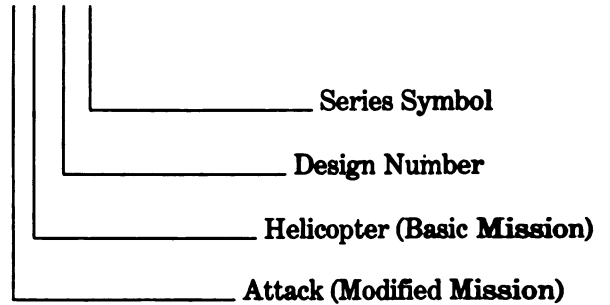 Series Symbol
Design Number
Helicopter (Basic Mission)
Attack (Modified Mission)